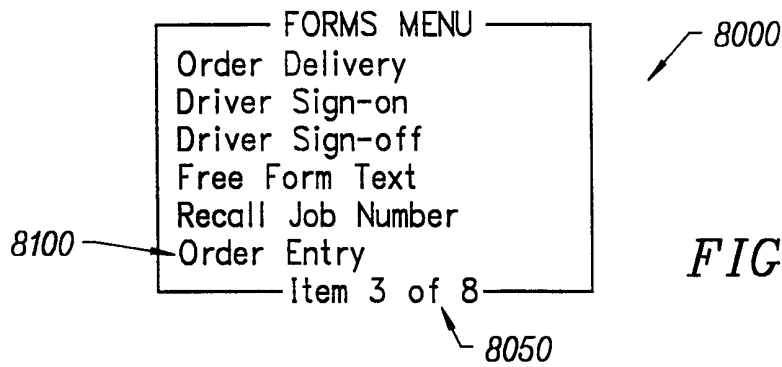 FORMS MENU
8000
Order Delivery
Driver Sign-on
Driver Sign-off
Free Form Text
Recall Job Number
8100
Order Entry
FIG
Item 3 of 8
8050